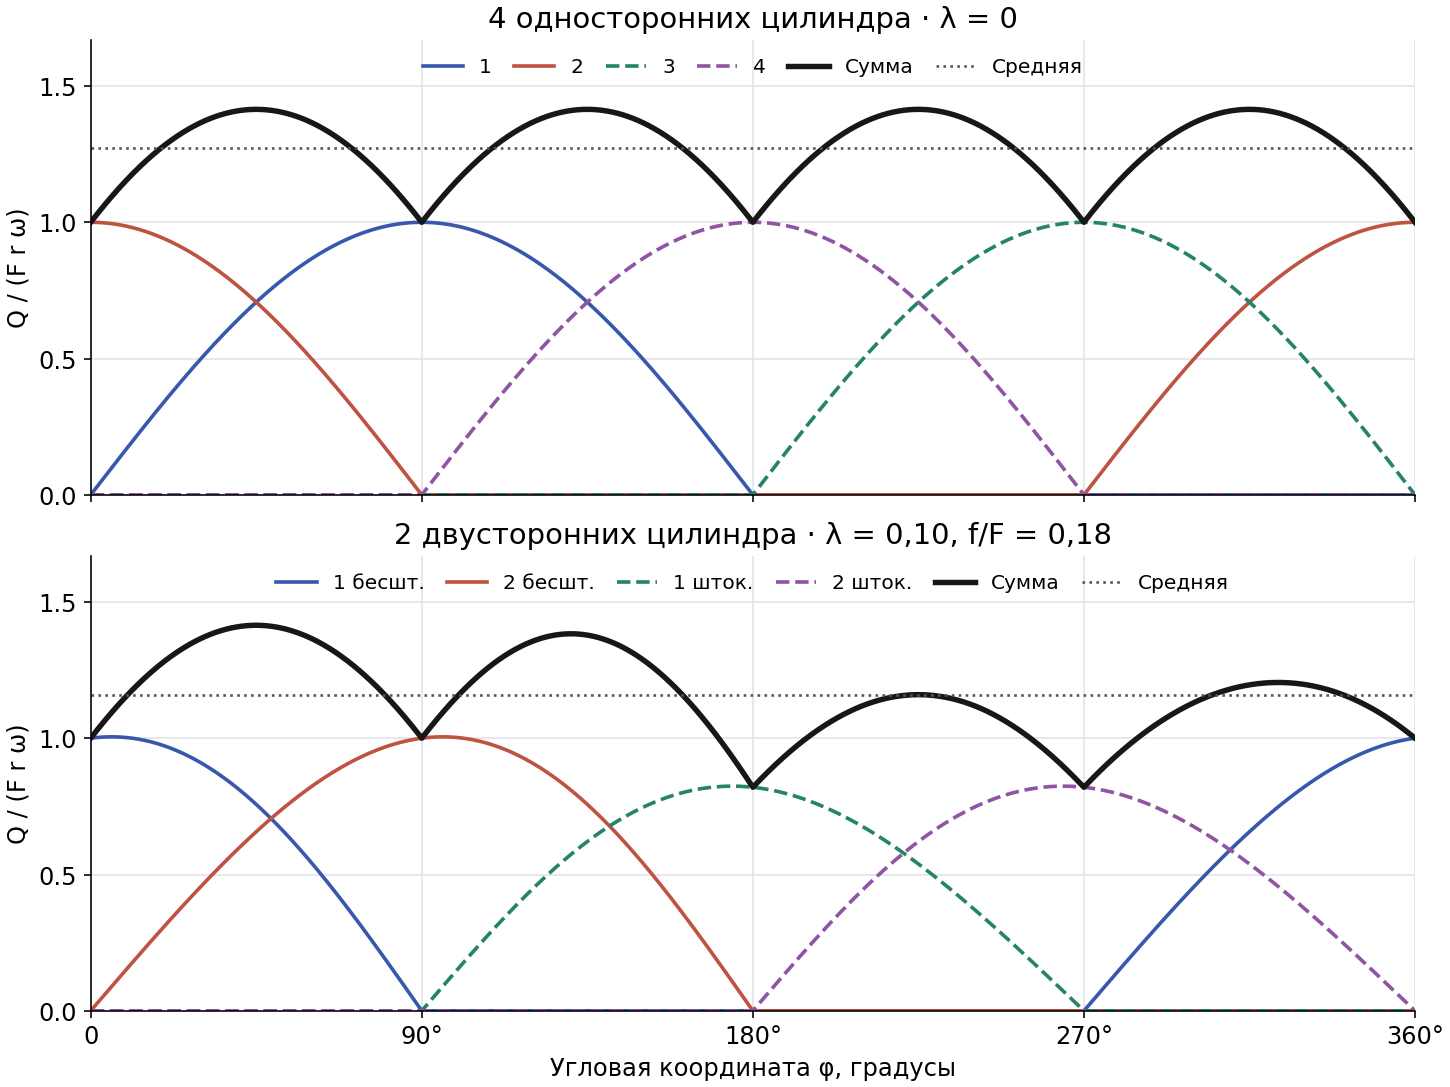 4 односторонних цилиндра · λ = 0
1 2 3 4 Сумма Средняя
1.5
1.0
0.5
0.0
Q / (F r ω)
2 двусторонних цилиндра · λ = 0,10, f/F = 0,18
1 бесшт. 2 бесшт. 1 шток. 2 шток. Сумма Средняя
1.5
1.0
0.5
0.0
Q / (F r ω)
0 90° 180° 270° 360°
Угловая координата φ, градусы